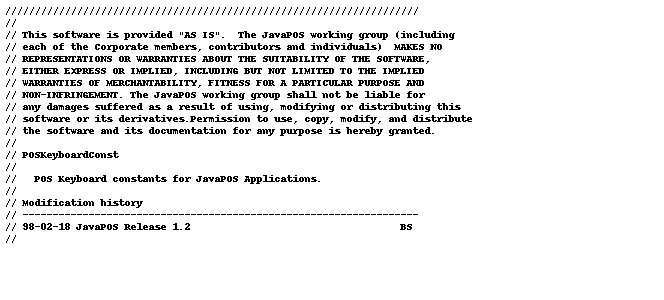 //////////////////////////////////////////////////////////////////////
//
// This software is provided "AS IS".  The JavaPOS working group (including
// each of the Corporate members, contributors and individuals)  MAKES NO
// REPRESENTATIONS OR WARRANTIES ABOUT THE SUITABILITY OF THE SOFTWARE,
// EITHER EXPRESS OR IMPLIED, INCLUDING BUT NOT LIMITED TO THE IMPLIED
// WARRANTIES OF MERCHANTABILITY, FITNESS FOR A PARTICULAR PURPOSE AND
// NON-INFRINGEMENT. The JavaPOS working group shall not be liable for
// any damages suffered as a result of using, modifying or distributing this
// software or its derivatives.Permission to use, copy, modify, and distribute
// the software and its documentation for any purpose is hereby granted.
//
// POSKeyboardConst
//
//   POS Keyboard constants for JavaPOS Applications.
//
// Modification history
// ------------------------------------------------------------------
// 98-02-18 JavaPOS Release 1.2                                   BS
//